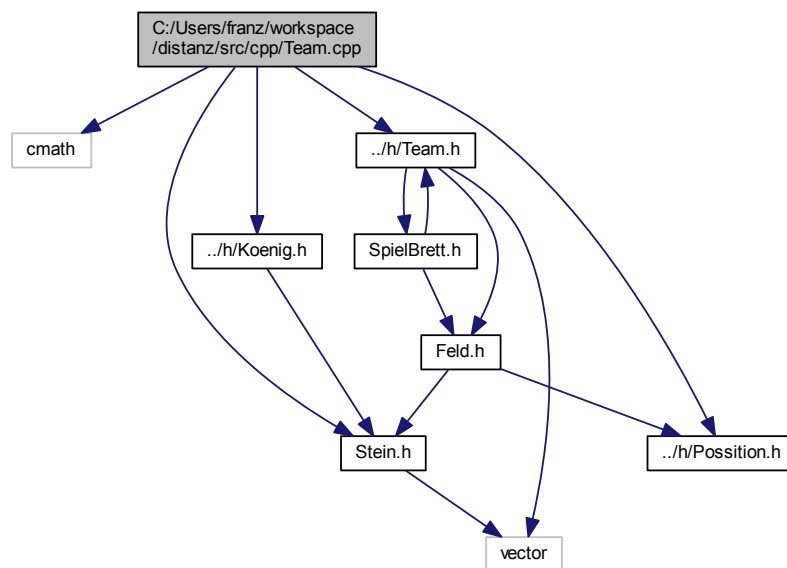 C:/Users/franz/workspace
/distanz/src/cpp/Team.cpp
cmath
../h/Team.h
../h/Koenig.h
SpielBrett.h
Feld.h
Stein.h
../h/Possition.h
vector